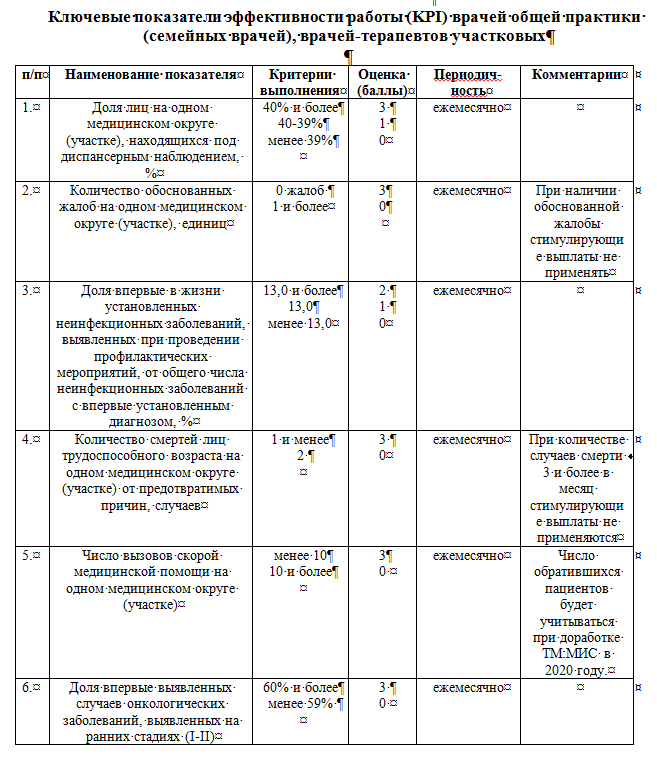 Ключевые показатели эффективности работы (KPI) врачей общей практики
(семейных врачей), врачей-терапевтов участковых¶
¶
п/п¤ Наименование показателя¤ Критерии выполнения¤ Оценка (баллы)¤ Периодич-ность¤ Комментарии¤ ¤
1.¤
Доля лиц на одном
медицинском округе
(участке), находящихся под
диспансерным наблюдением,
%¤
40% и более¶
40-39%¶
менее 39%¶
¤
3 ¶
1 ¶
0¤
ежемесячно¤
¤
¤
2.¤
Количество обоснованных
жалоб на одном медицинском
округе (участке), единиц¤
0 жалоб ¶
1 и более¤
3¶
0¶
¤
ежемесячно¤
При наличии
обоснованной
жалобы
стимулирующи
е выплаты не
применять¤
¤
3.¤
Доля впервые в жизни
установленных
неинфекционных заболеваний,
выявленных при проведении
профилактических
мероприятий, от общего числа
неинфекционных заболеваний
с впервые установленным
диагнозом, %¤
13,0 и более¶
13,0¶
менее 13,0¤
2 ¶
1 ¶
0¤
ежемесячно¤
¤
¤
4.¤
Количество смертей лиц
трудоспособного возраста на
одном медицинском округе
(участке) от предотвратимых
причин, случаев¤
1 и менее¶
2 ¶
¤
3 ¶
0¤
ежемесячно¤
При количестве
случаев смерти
3 и более в
месяц
стимулирующи
е выплаты не
применяются¤
¤
5.¤
Число вызовов скорой
медицинской помощи на
одном медицинском округе
(участке)¤
менее 10¶
10 и более¶
¤
3¶
0 ¤
ежемесячно¤
Число
обратившихся
пациентов
будет
учитываться
при доработке
ТМ:МИС в
2020 году.¤
¤
6.¤
Доля впервые выявленных
случаев онкологических
заболеваний, выявленных на
ранних стадиях (I-II)¤
60% и более¶
менее 59% ¶
¤
3 ¶
0 ¤
ежемесячно¤
¤
¤